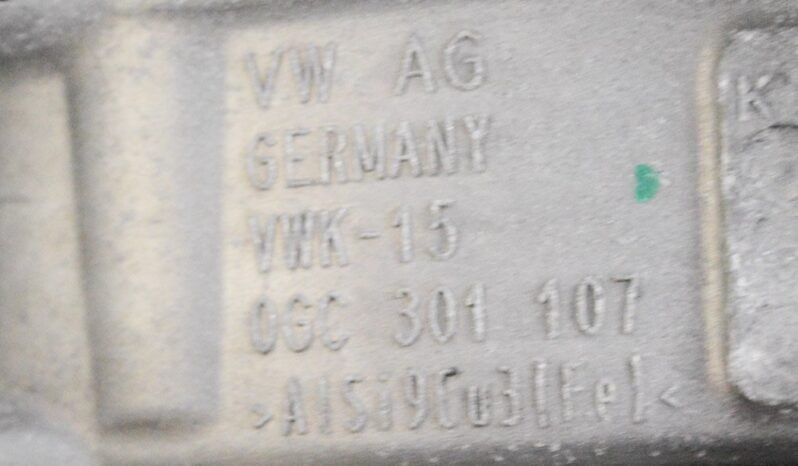 VW AG
GERMANY
VWK-15
0GC 301 107
>AlSi9Cu3(Fe)<
K